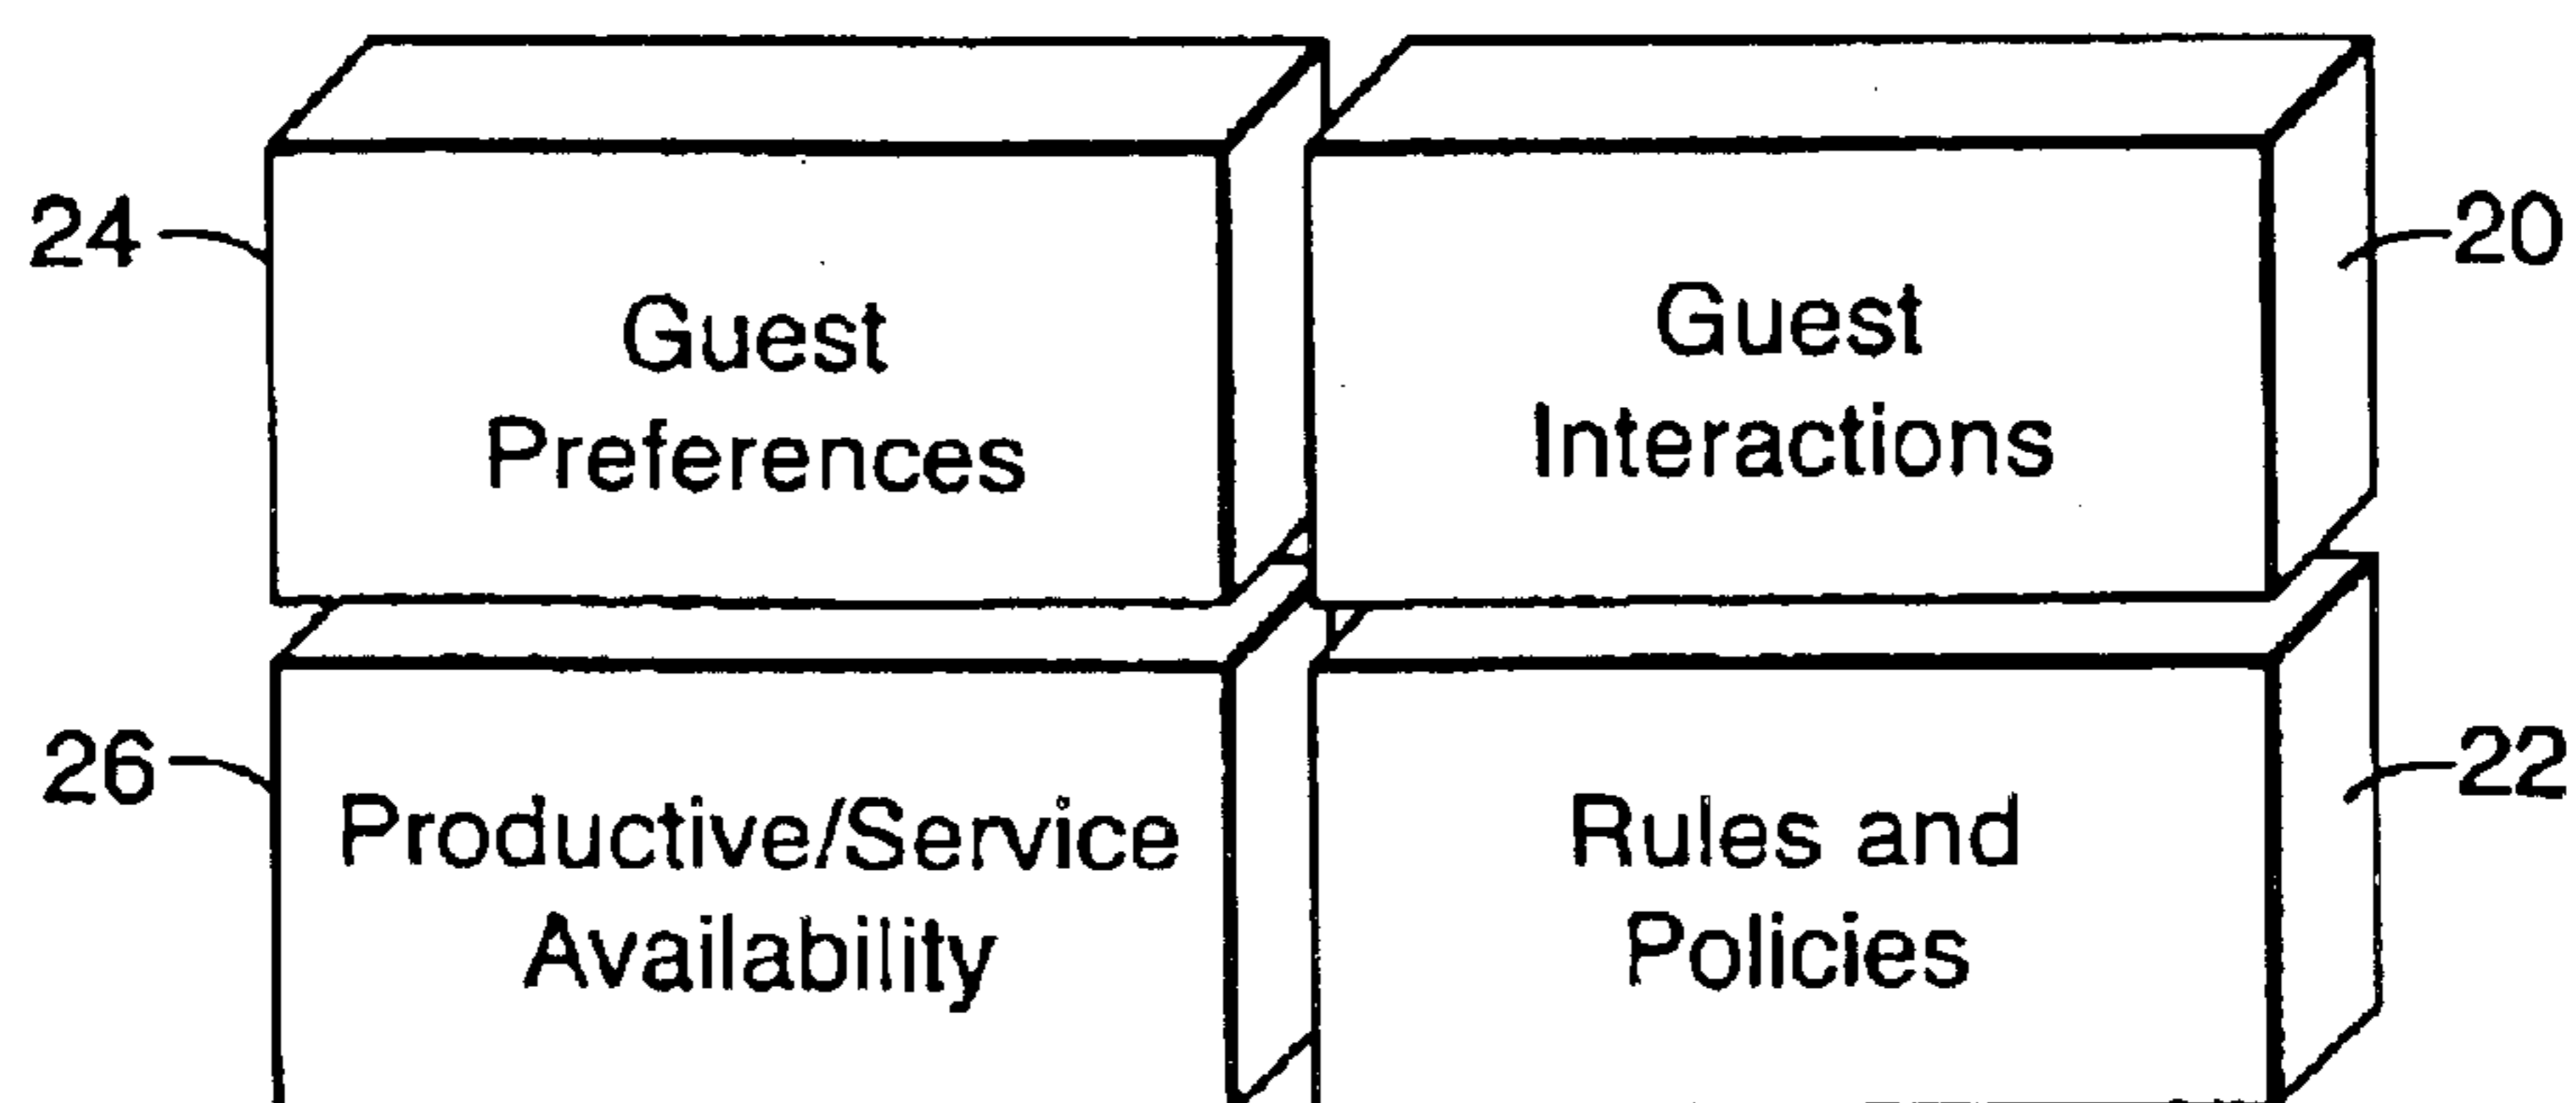 24
Guest
Preferences
Guest
Interactions
20
26
Productive/Service
Availability
Rules and
Policies
22